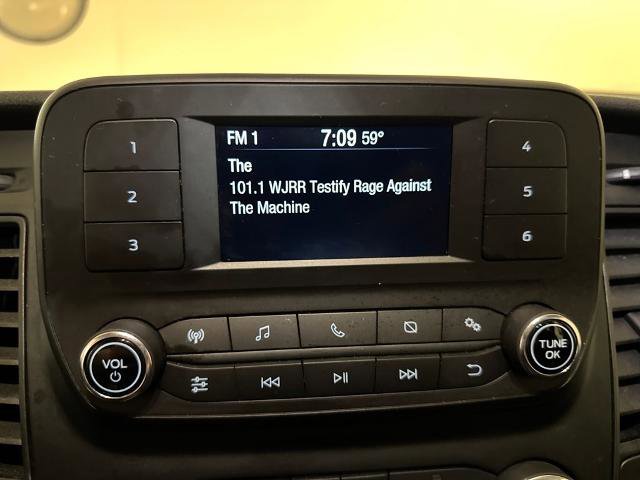 FM 1 7:09 59°
The
101.1 WJRR Testify Rage Against
The Machine
1
2
3
4
5
6
VOL
TUNE
OK